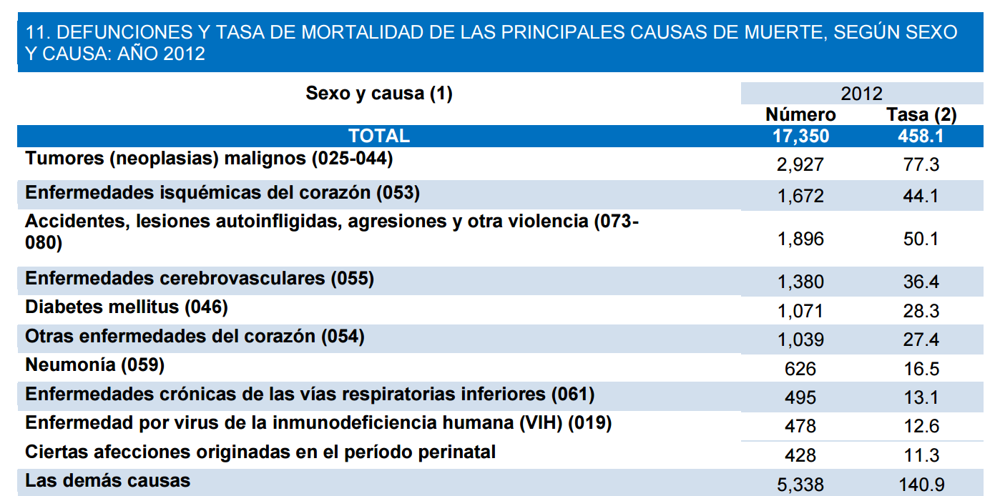 11. DEFUNCIONES Y TASA DE MORTALIDAD DE LAS PRINCIPALES CAUSAS DE MUERTE, SEGÚN SEXO
Y CAUSA: AÑO 2012
Sexo y causa (1) 2012
Número Tasa (2)
TOTAL 17,350 458.1
Tumores (neoplasias) malignos (025-044) 2,927 77.3
Enfermedades isquémicas del corazón (053) 1,672 44.1
Accidentes, lesiones autoinfligidas, agresiones y otra violencia (073-
080) 1,896 50.1
Enfermedades cerebrovasculares (055) 1,380 36.4
Diabetes mellitus (046) 1,071 28.3
Otras enfermedades del corazón (054) 1,039 27.4
Neumonía (059) 626 16.5
Enfermedades crónicas de las vías respiratorias inferiores (061) 495 13.1
Enfermedad por virus de la inmunodeficiencia humana (VIH) (019) 478 12.6
Ciertas afecciones originadas en el período perinatal 428 11.3
Las demás causas 5,338 140.9